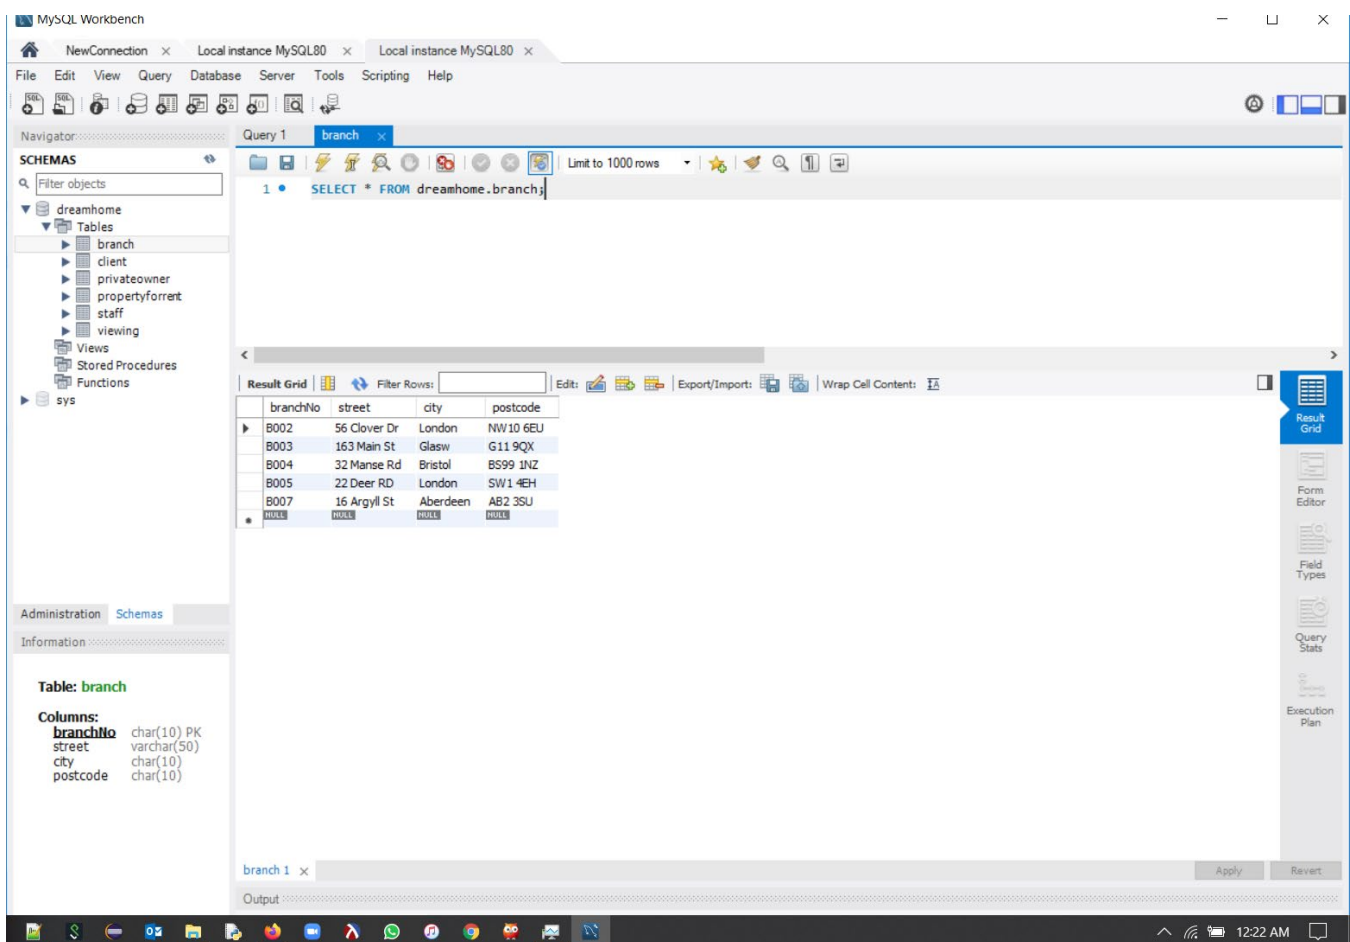 MySQL Workbench
NewConnection × Local instance MySQL80 × Local instance MySQL80 ×
File Edit View Query Database Server Tools Scripting Help
Navigator
Query 1 branch ×
SCHEMAS
Limit to 1000 rows
Filter objects
1 SELECT * FROM dreamhome.branch;
dreamhome
Tables
branch
client
privateowner
propertyforrent
staff
viewing
Views
Stored Procedures
Functions
sys
Result Grid Filter Rows: Edit: Export/Import: Wrap Cell Content:
branchNo street city postcode
B002 56 Clover Dr London NW10 6EU
B003 163 Main St Glasw G11 9QX
B004 32 Manse Rd Bristol BS99 1NZ
B005 22 Deer RD London SW1 4EH
B007 16 Argyll St Aberdeen AB2 3SU
NULL NULL NULL NULL
Result
Grid
Form
Editor
Field
Types
Query
Stats
Execution
Plan
Administration Schemas
Information
Table: branch
Columns:
branchNo char(10) PK
street varchar(50)
city char(10)
postcode char(10)
branch 1 ×
Apply Revert
Output
12:22 AM